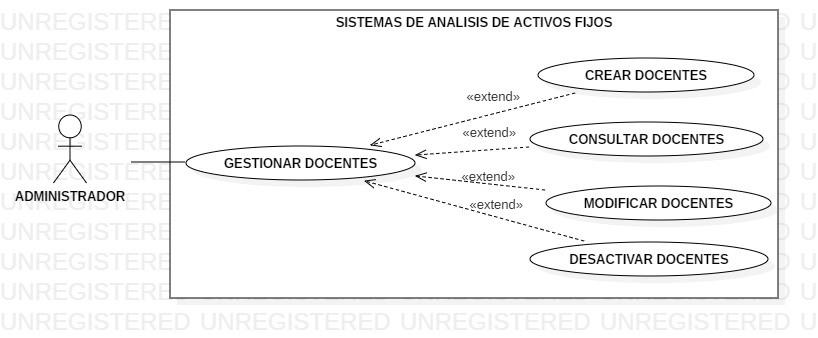 SISTEMAS DE ANALISIS DE ACTIVOS FIJOS
CREAR DOCENTES
«extend»
«extend»
CONSULTAR DOCENTES
GESTIONAR DOCENTES
«extend»
ADMINISTRADOR
«extend»
MODIFICAR DOCENTES
DESACTIVAR DOCENTES
UNREGISTERED UNREGISTERED UNREGISTERED UNREGISTERED U